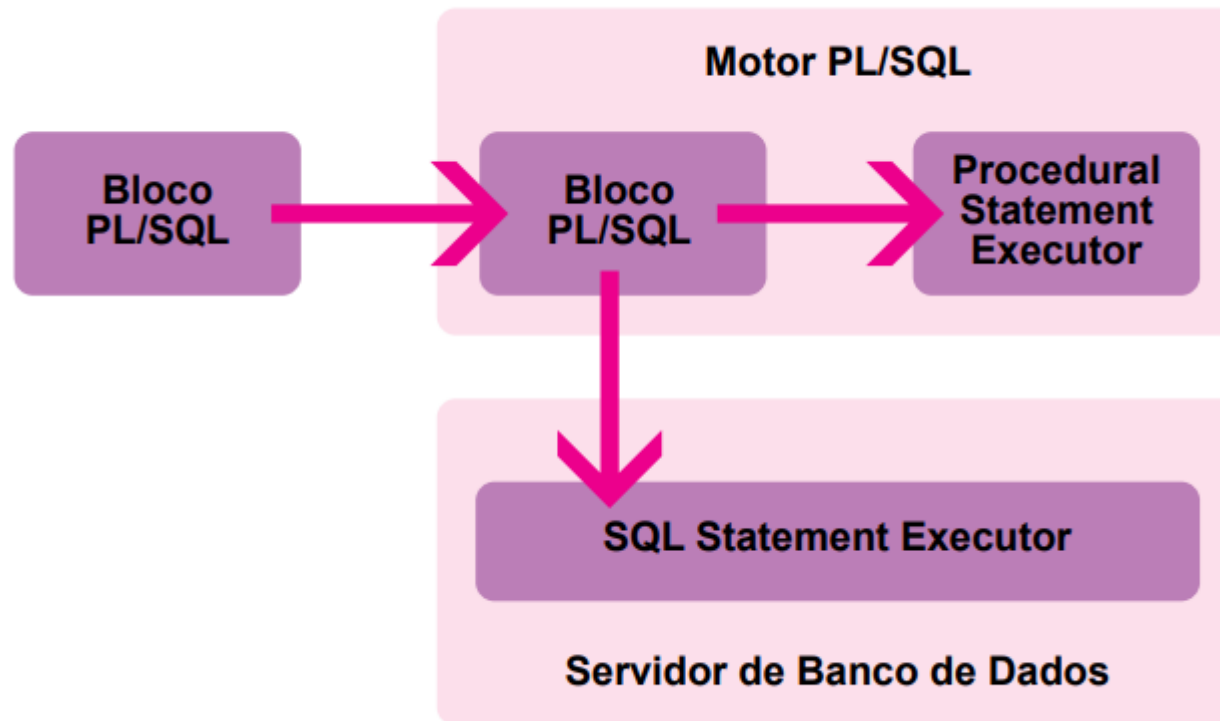 Motor PL/SQL
Bloco
PL/SQL
Bloco
PL/SQL
Procedural
Statement
Executor
SQL Statement Executor
Servidor de Banco de Dados